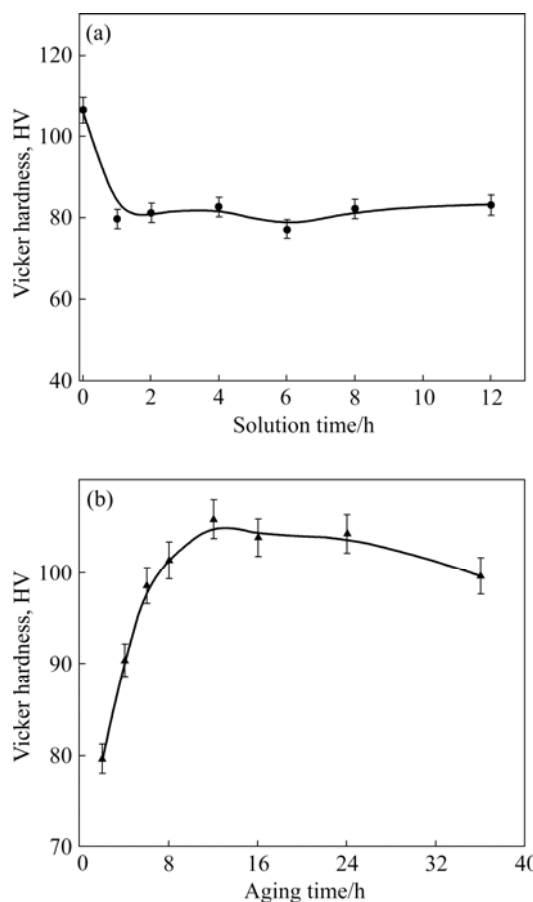 (a)
120
100
80
60
40
Vicker hardness, HV
0 2 4 6 8 10 12
Solution time/h
(b)
100
90
80
70
Vicker hardness, HV
0 8 16 24 32 40
Aging time/h